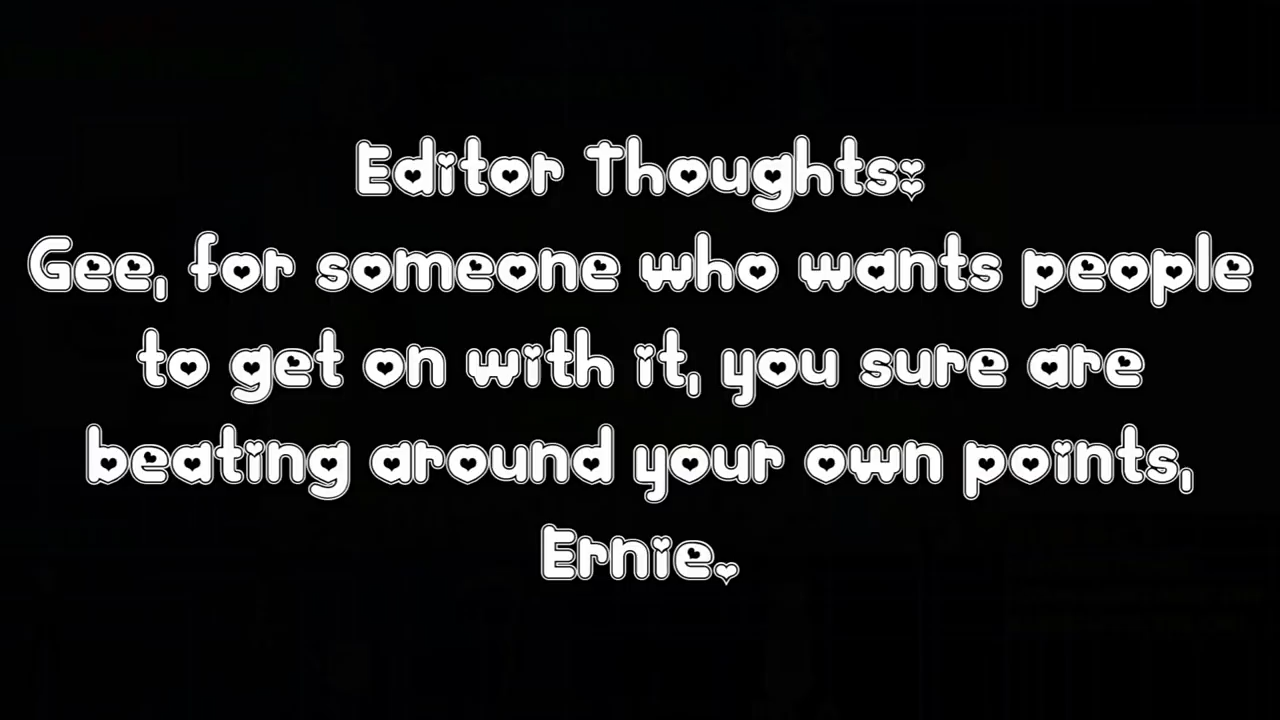 Editor Thoughts:
Gee, for someone who wants people
to get on with it, you sure are
beating around your own points,
Ernie.